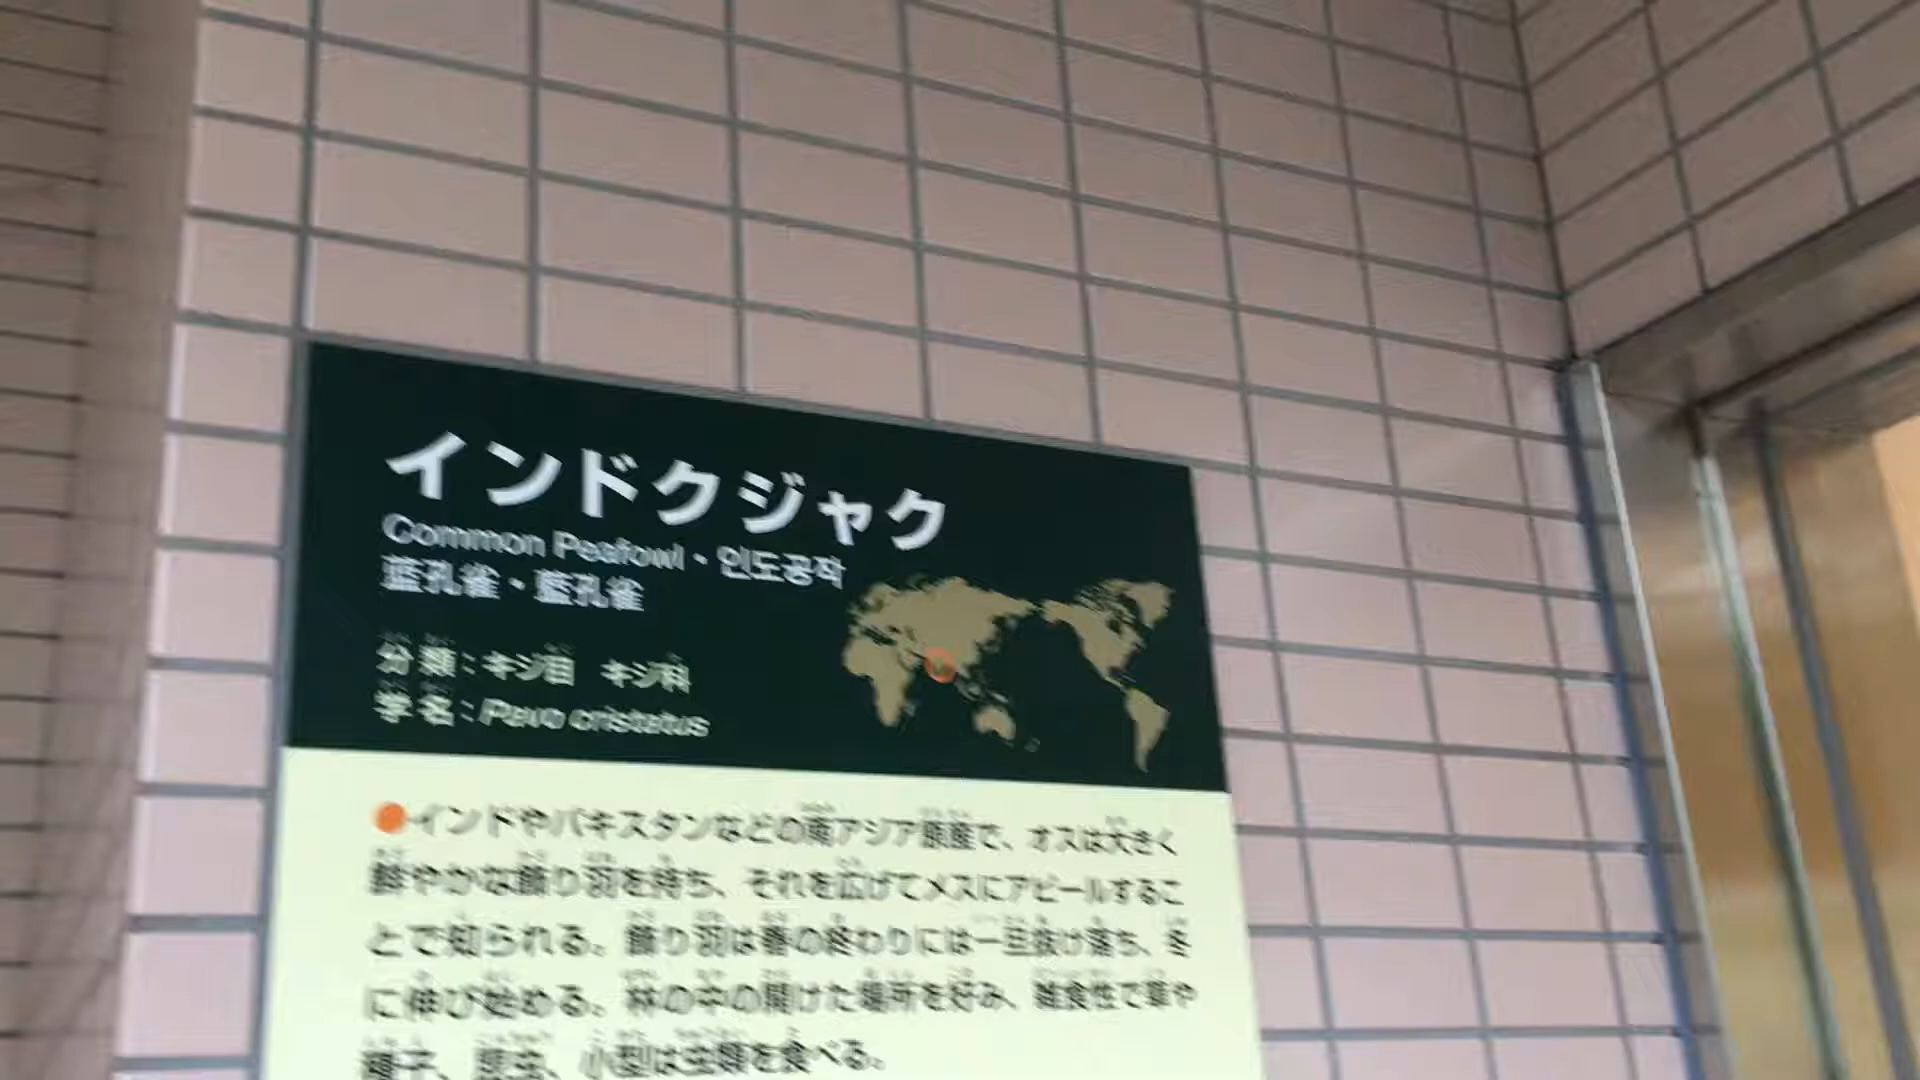 インドクジャク
Common Peafowl・인도공작
蓝孔雀・藍孔雀
分類：キジ目 キジ科
学名：Pavo cristatus
●インドやパキスタンなどの南アジア原産で、オスは大きく
鮮やかな飾り羽を持ち、それを広げてメスにアピールするこ
とで知られる。飾り羽は春の終わりには一旦抜け落ち、冬
に伸び始める。林の中の開けた場所を好み、雑食性で草や
種子、昆虫、小型は虫類を食べる。